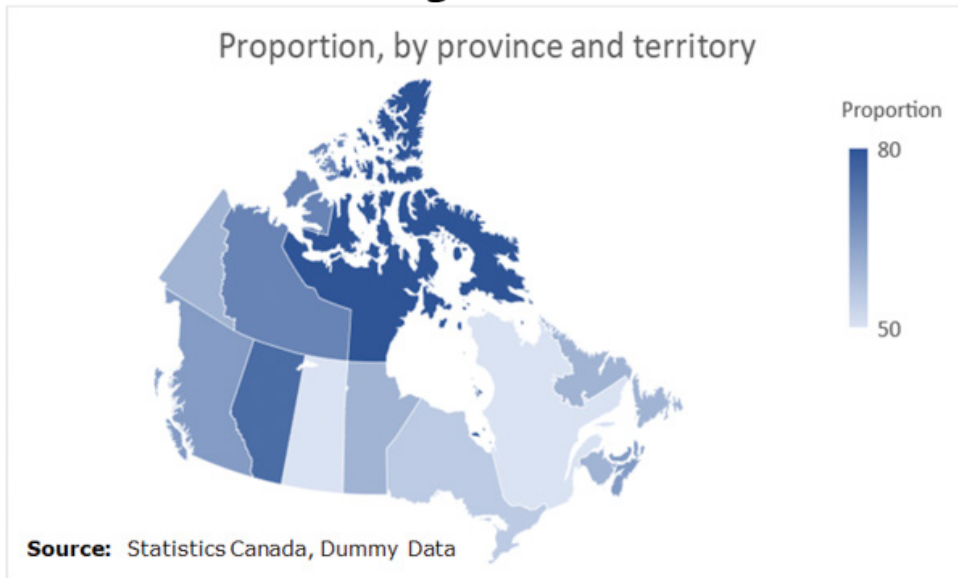 Proportion, by province and territory
Proportion
80
50
Source: Statistics Canada, Dummy Data